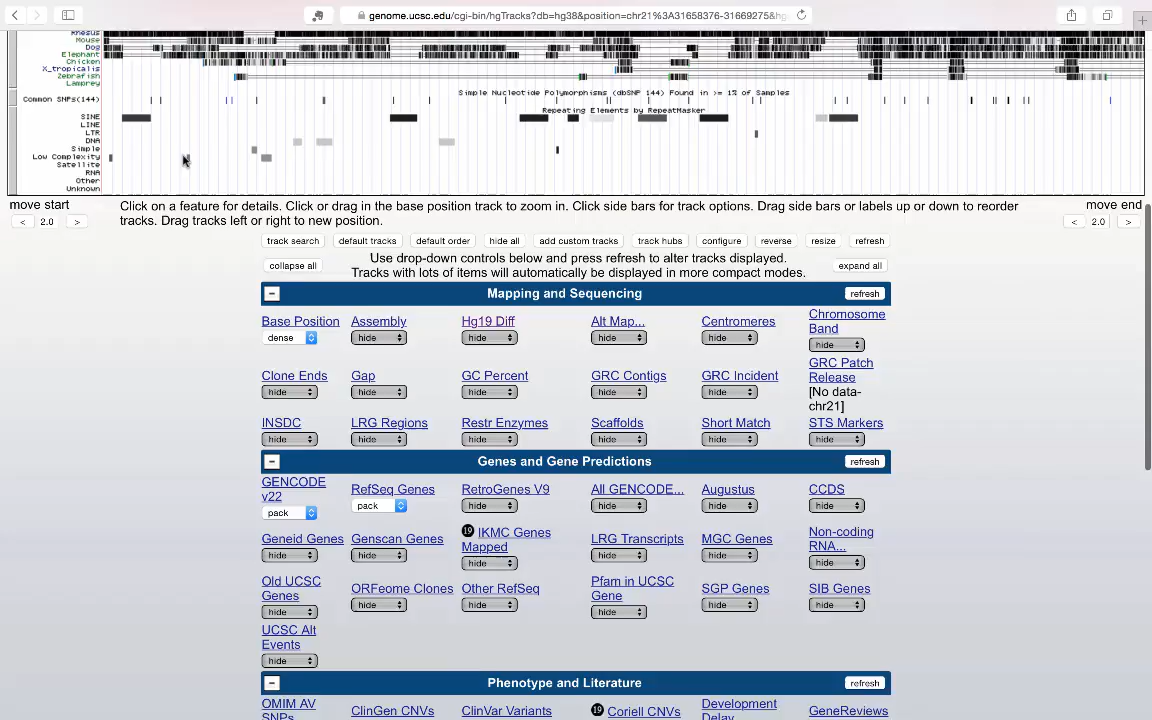 genome.ucsc.edu/cgi-bin/hgTracks?db=hg38&position=chr21%3A31658376-31669275&hg
Rhesus
Mouse
Dog
Elephant
Chicken
X_tropicalis
Zebrafish
Lamprey
Simple Nucleotide Polymorphisms (dbSNP 144) Found in >= 1% of Samples
Common SNPs(144)
Repeating Elements by RepeatMasker
SINE
LINE
LTR
DNA
Simple
Low Complexity
Satellite
RNA
Other
Unknown
move start
< 2.0 >
Click on a feature for details. Click or drag in the base position track to zoom in. Click side bars for track options. Drag side bars or labels up or down to reorder
tracks. Drag tracks left or right to new position.
move end
< 2.0 >
track search default tracks default order hide all add custom tracks track hubs configure reverse resize refresh
collapse all
Use drop-down controls below and press refresh to alter tracks displayed.
Tracks with lots of items will automatically be displayed in more compact modes.
expand all
- Mapping and Sequencing refresh
Base Position Assembly Hg19 Diff Alt Map... Centromeres Chromosome
Band
dense hide hide hide hide hide
Clone Ends Gap GC Percent GRC Contigs GRC Incident GRC Patch
Release
hide hide hide hide hide [No data-
chr21]
INSDC LRG Regions Restr Enzymes Scaffolds Short Match STS Markers
hide hide hide hide hide hide
- Genes and Gene Predictions refresh
GENCODE
v22 RefSeq Genes RetroGenes V9 All GENCODE... Augustus CCDS
pack pack hide hide hide hide
Geneid Genes Genscan Genes 19 IKMC Genes
Mapped LRG Transcripts MGC Genes Non-coding
RNA...
hide hide hide hide hide hide
Old UCSC
Genes ORFeome Clones Other RefSeq Pfam in UCSC
Gene SGP Genes SIB Genes
hide hide hide hide hide hide
UCSC Alt
Events
hide
- Phenotype and Literature refresh
OMIM AV
SNPs ClinGen CNVs ClinVar Variants 19 Coriell CNVs Development
Delay GeneReviews